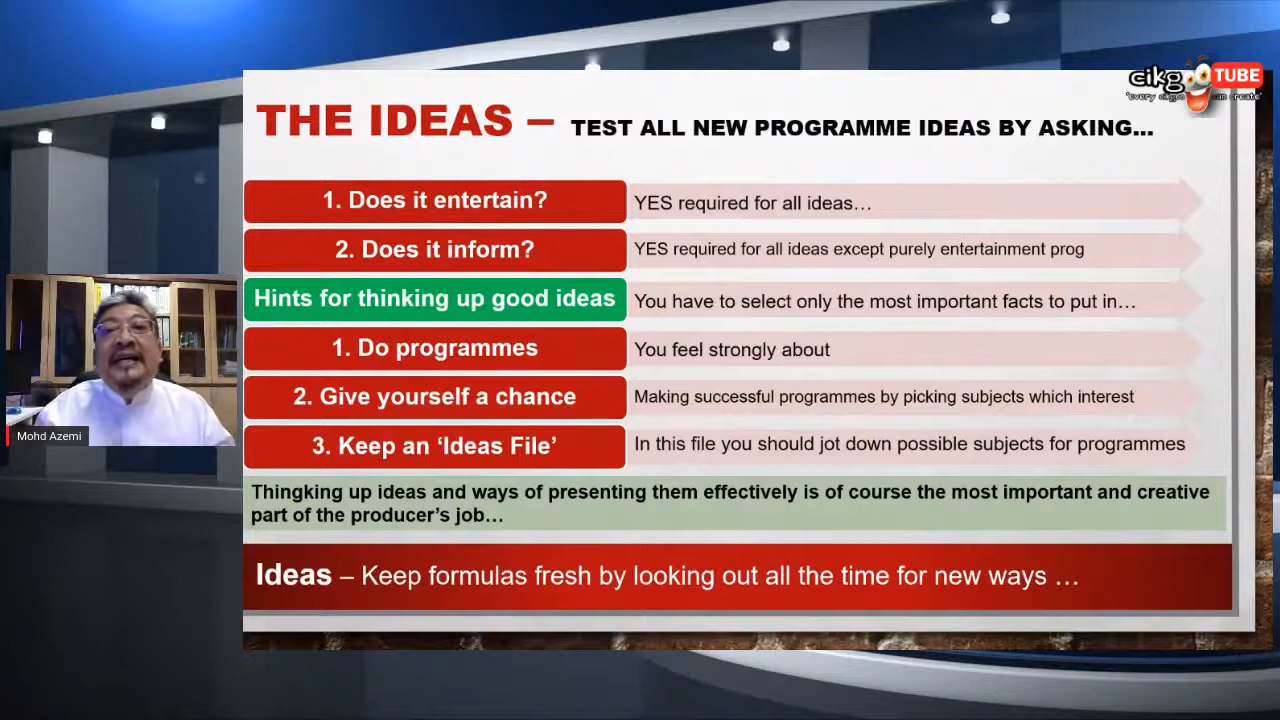 cikgoo TUBE
'every cikgoo can create'
THE IDEAS – TEST ALL NEW PROGRAMME IDEAS BY ASKING...
1. Does it entertain?
YES required for all ideas…
2. Does it inform?
YES required for all ideas except purely entertainment prog
Hints for thinking up good ideas
You have to select only the most important facts to put in…
1. Do programmes
You feel strongly about
2. Give yourself a chance
Making successful programmes by picking subjects which interest
3. Keep an ‘Ideas File’
In this file you should jot down possible subjects for programmes
Mohd Azemi
Thingking up ideas and ways of presenting them effectively is of course the most important and creative
part of the producer’s job…
Ideas – Keep formulas fresh by looking out all the time for new ways …